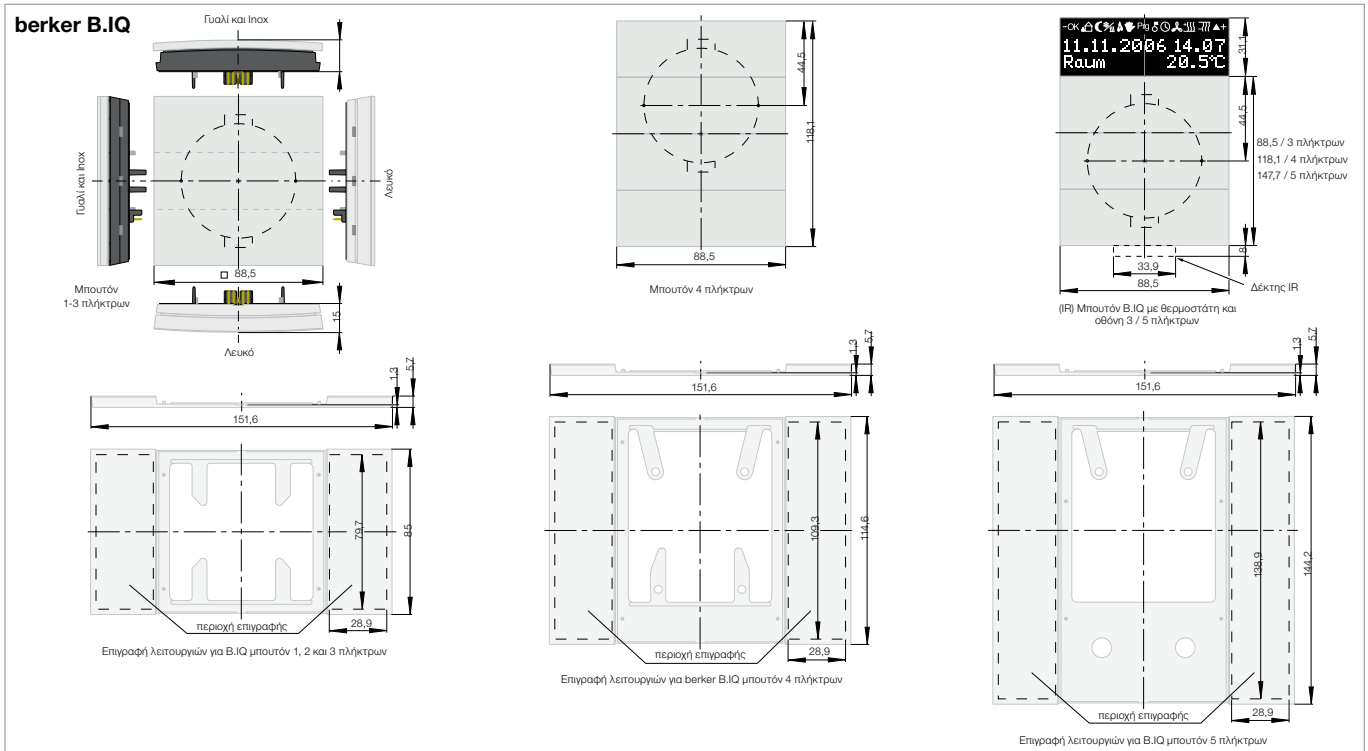 berker B.IQ
Γυαλί και Inox
Γυαλί και Inox
Λευκό
88,5
Μπουτόν
1-3 πλήκτρων
15
Λευκό
44,5
118,1
88,5
Μπουτόν 4 πλήκτρων
-OK Prg ▲+
11.11.2006 14.07
Raum 20.5°C
31,1
44,5
88,5 / 3 πλήκτρων
118,1 / 4 πλήκτρων
147,7 / 5 πλήκτρων
8
33,9
88,5
Δέκτης IR
(IR) Μπουτόν B.IQ με θερμοστάτη και
οθόνη 3 / 5 πλήκτρων
1,3
5,7
151,6
79,7
85
περιοχή επιγραφής
28,9
Επιγραφή λειτουργιών για B.IQ μπουτόν 1, 2 και 3 πλήκτρων
1,3
5,7
151,6
109,3
114,6
περιοχή επιγραφής
28,9
Επιγραφή λειτουργιών για berker B.IQ μπουτόν 4 πλήκτρων
1,3
5,7
151,6
138,9
144,2
περιοχή επιγραφής
28,9
Επιγραφή λειτουργιών για B.IQ μπουτόν 5 πλήκτρων